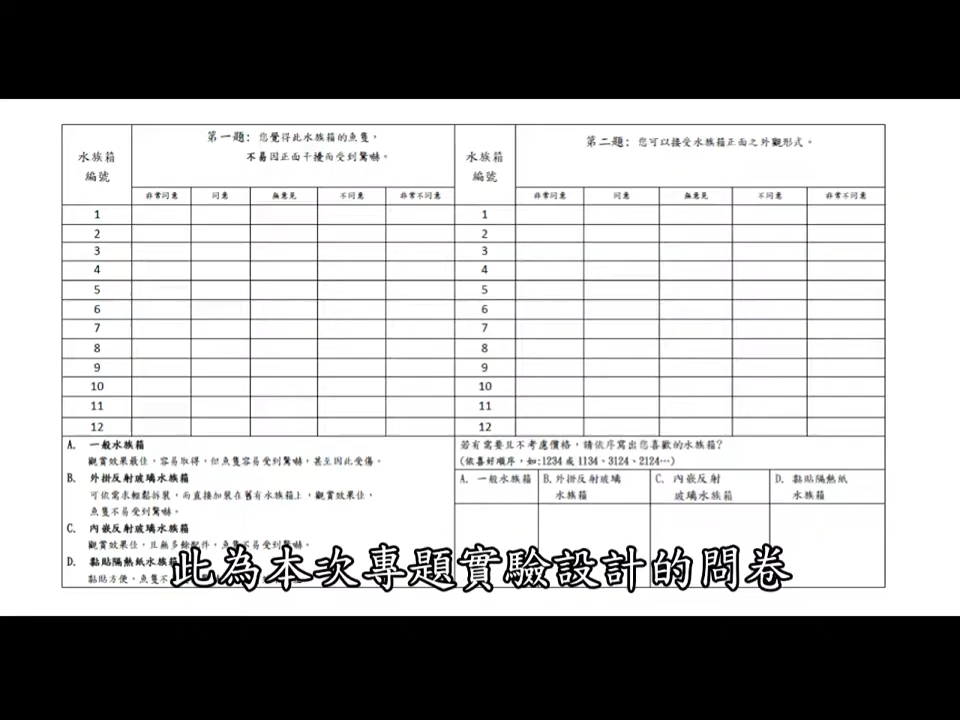 水族箱
編號
第一題：您覺得此水族箱的魚隻，
不易因正面干擾而受到驚嚇。
非常同意 同意 無意見 不同意 非常不同意
水族箱
編號
第二題：您可以接受水族箱正面之外觀形式。
非常同意 同意 無意見 不同意 非常不同意
1 1
2 2
3 3
4 4
5 5
6 6
7 7
8 8
9 9
10 10
11 11
12 12
A. 一般水族箱
觀賞效果最佳，容易取得，但魚隻容易受到驚嚇，甚至因此受傷。
B. 外掛反射玻璃水族箱
可依需求輕鬆拆裝，而直接加裝在舊有水族箱上，觀賞效果佳，
魚隻不易受到驚嚇。
C. 內嵌反射玻璃水族箱
觀賞效果佳，且無多餘配件，魚隻不易受到驚嚇。
D. 黏貼隔熱紙水族箱
黏貼方便，魚隻不
若有需要且不考慮價格，請依序寫出您喜歡的水族箱？
(依喜好順序，如:1234 或 1134、3124、2124…)
A. 一般水族箱
B.外掛反射玻璃
水族箱
C. 內嵌反射
玻璃水族箱
D. 黏貼隔熱紙
水族箱
此為本次專題實驗設計的問卷